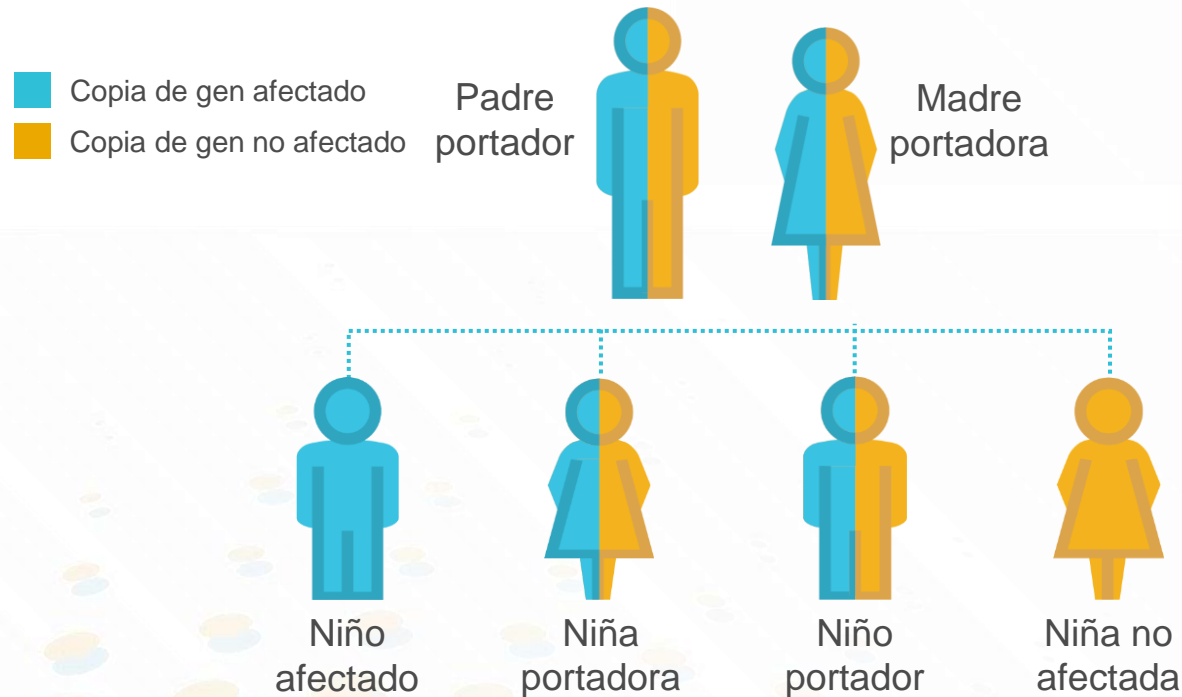 Copia de gen afectado
Copia de gen no afectado
Padre
portador
Madre
portadora
Niño
afectado
Niña
portadora
Niño
portador
Niña no
afectada